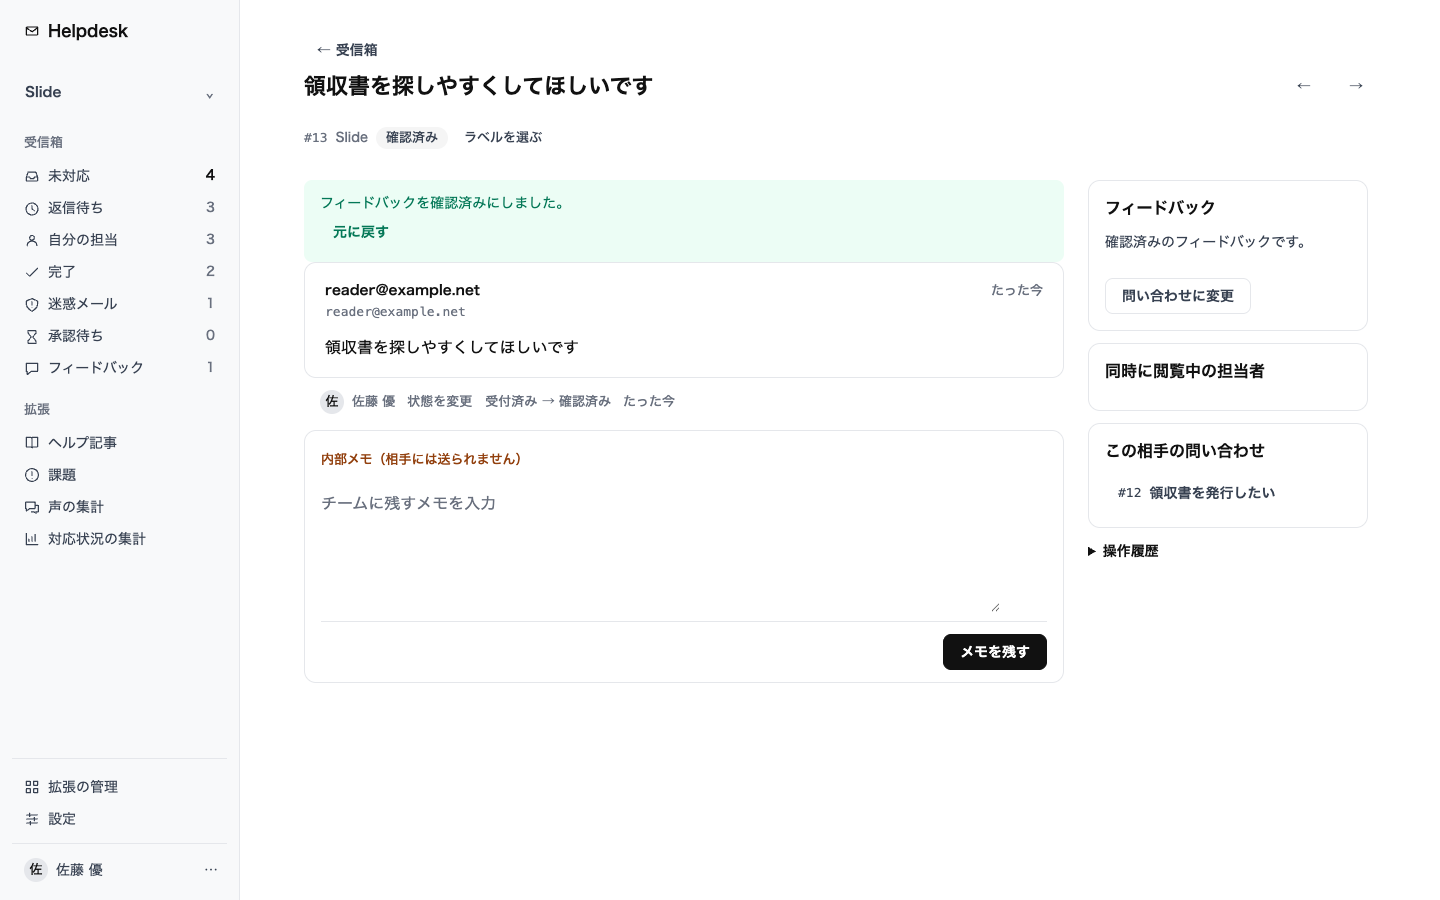 Helpdesk
Slide
受信箱
未対応 4
返信待ち 3
自分の担当 3
完了 2
迷惑メール 1
承認待ち 0
フィードバック 1
拡張
ヘルプ記事
課題
声の集計
対応状況の集計
拡張の管理
設定
佐 佐藤 優 …
← 受信箱
領収書を探しやすくしてほしいです
← →
#13 Slide 確認済み ラベルを選ぶ
フィードバックを確認済みにしました。
元に戻す
reader@example.net たった今
reader@example.net
領収書を探しやすくしてほしいです
佐 佐藤 優 状態を変更 受付済み → 確認済み たった今
内部メモ（相手には送られません）
チームに残すメモを入力
メモを残す
フィードバック
確認済みのフィードバックです。
問い合わせに変更
同時に閲覧中の担当者
この相手の問い合わせ
#12 領収書を発行したい
▶ 操作履歴